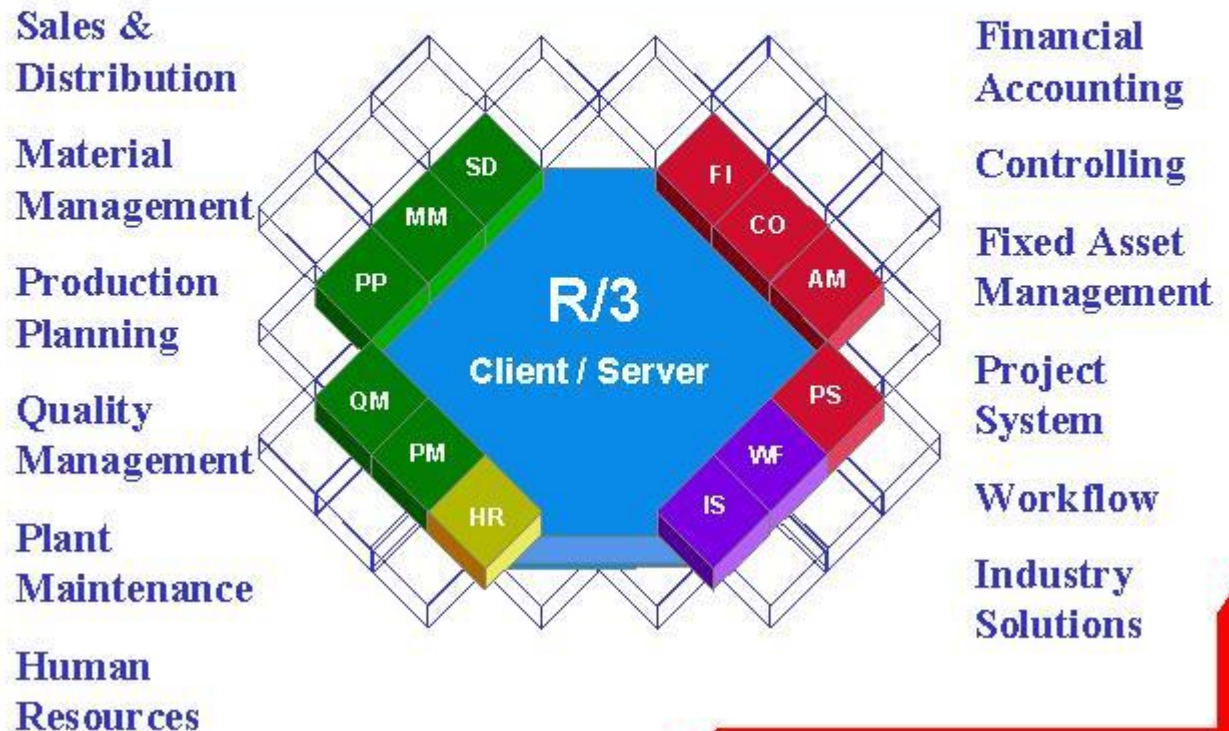 Sales &
Distribution
Material
Management
Production
Planning
Quality
Management
Plant
Maintenance
Human
Resources
SD
MM
PP
QM
PM
HR
R/3
Client / Server
FI
CO
AM
PS
WF
IS
Financial
Accounting
Controlling
Fixed Asset
Management
Project
System
Workflow
Industry
Solutions